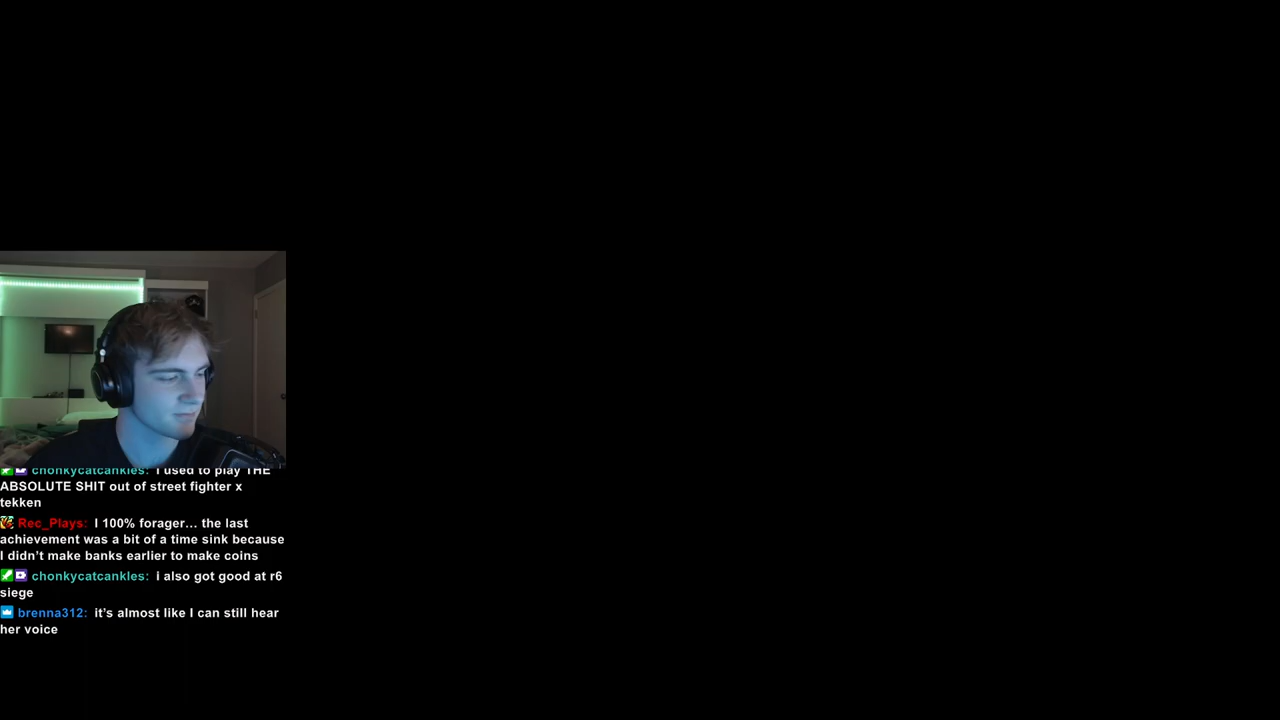 chonkycatcankles: I used to play THE
ABSOLUTE SHIT out of street fighter x
tekken
Rec_Plays: I 100% forager... the last
achievement was a bit of a time sink because
I didn't make banks earlier to make coins
chonkycatcankles: i also got good at r6
siege
brenna312: it's almost like I can still hear
her voice